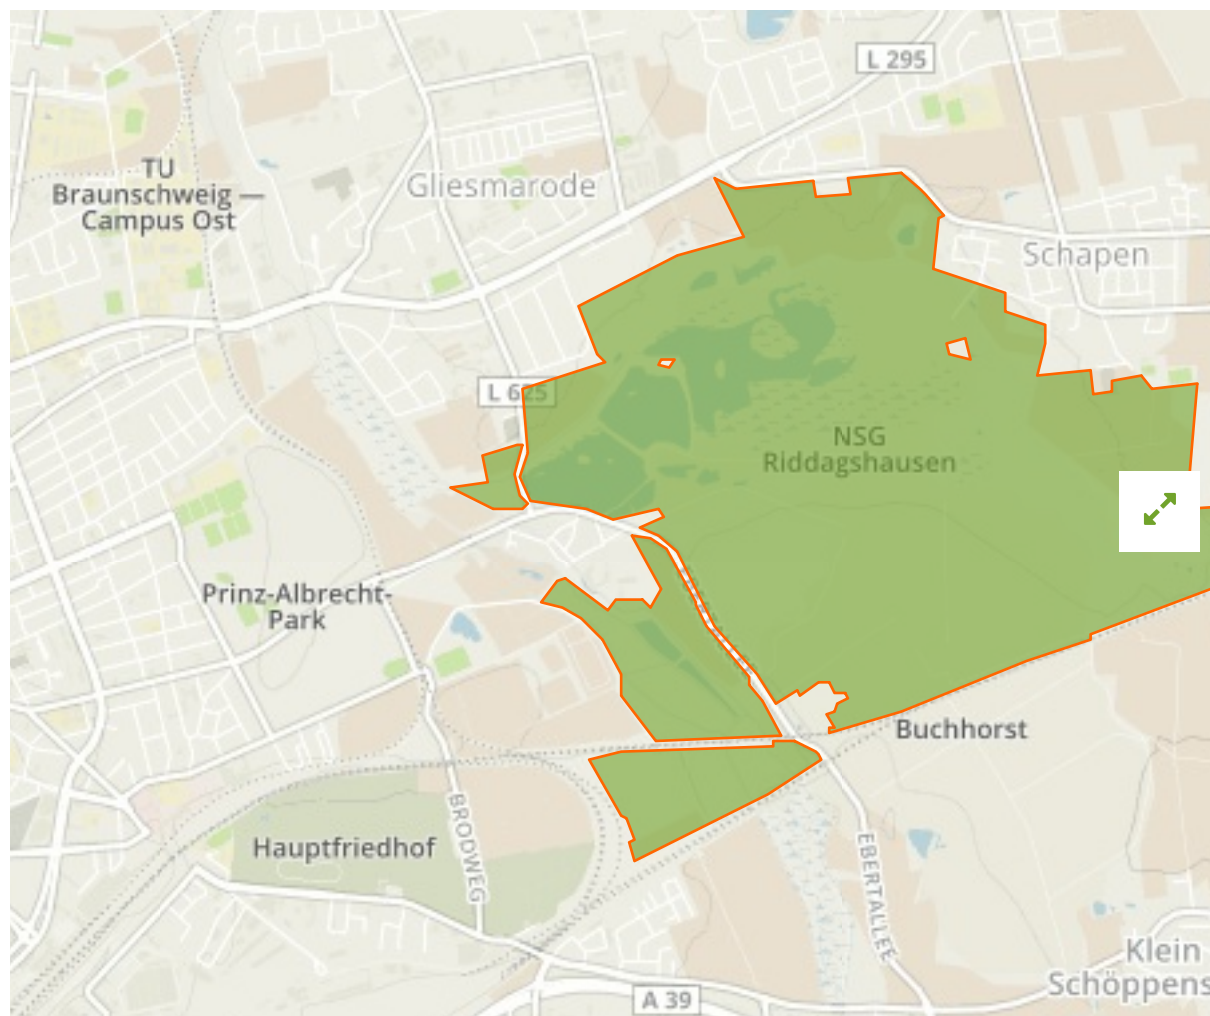 L 295
TU
Braunschweig —
Campus Ost
Gliesmarode
Schapen
L 625
NSG
Riddagshausen
Prinz-Albrecht-
Park
Buchhorst
BRODWEG
Hauptfriedhof
EBERTALLEE
Klein
Schöppens
A 39